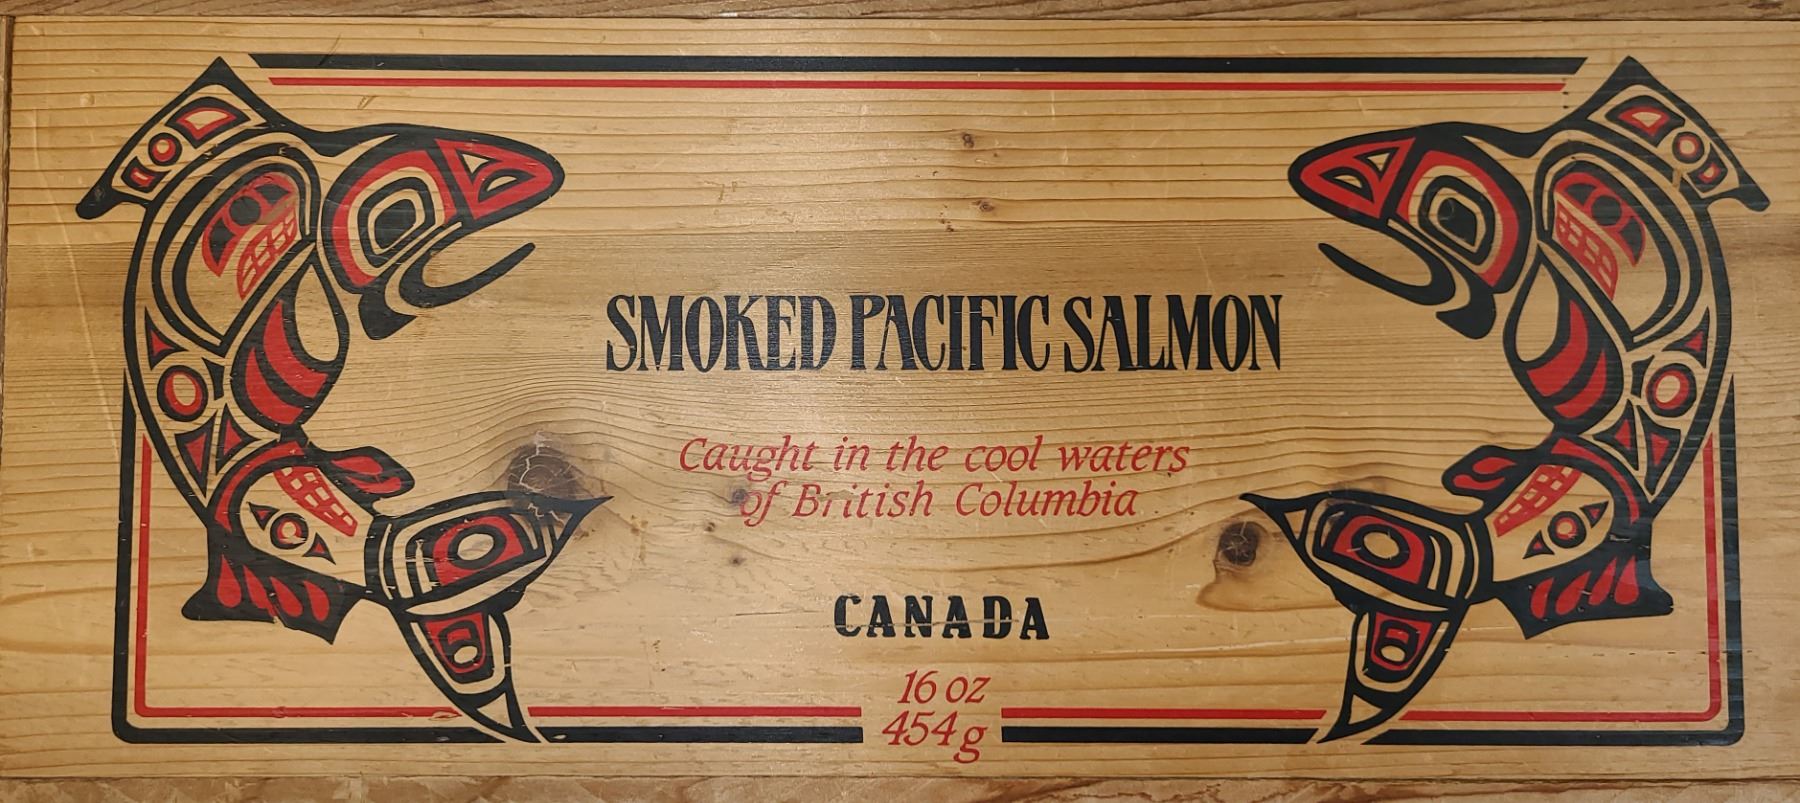 SMOKED PACIFIC SALMON
Caught in the cool waters
of British Columbia
CANADA
16 oz
454 g